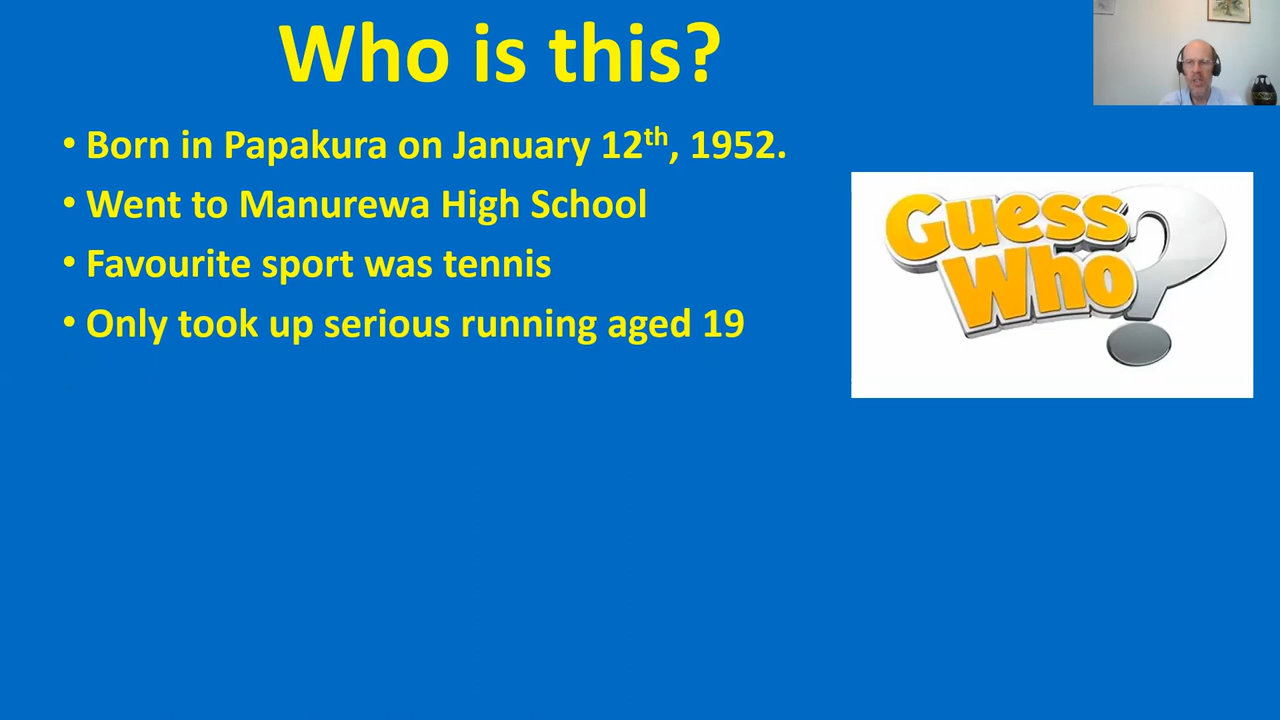 Who is this?
• Born in Papakura on January 12th, 1952.
• Went to Manurewa High School
• Favourite sport was tennis
• Only took up serious running aged 19
Guess
Who?